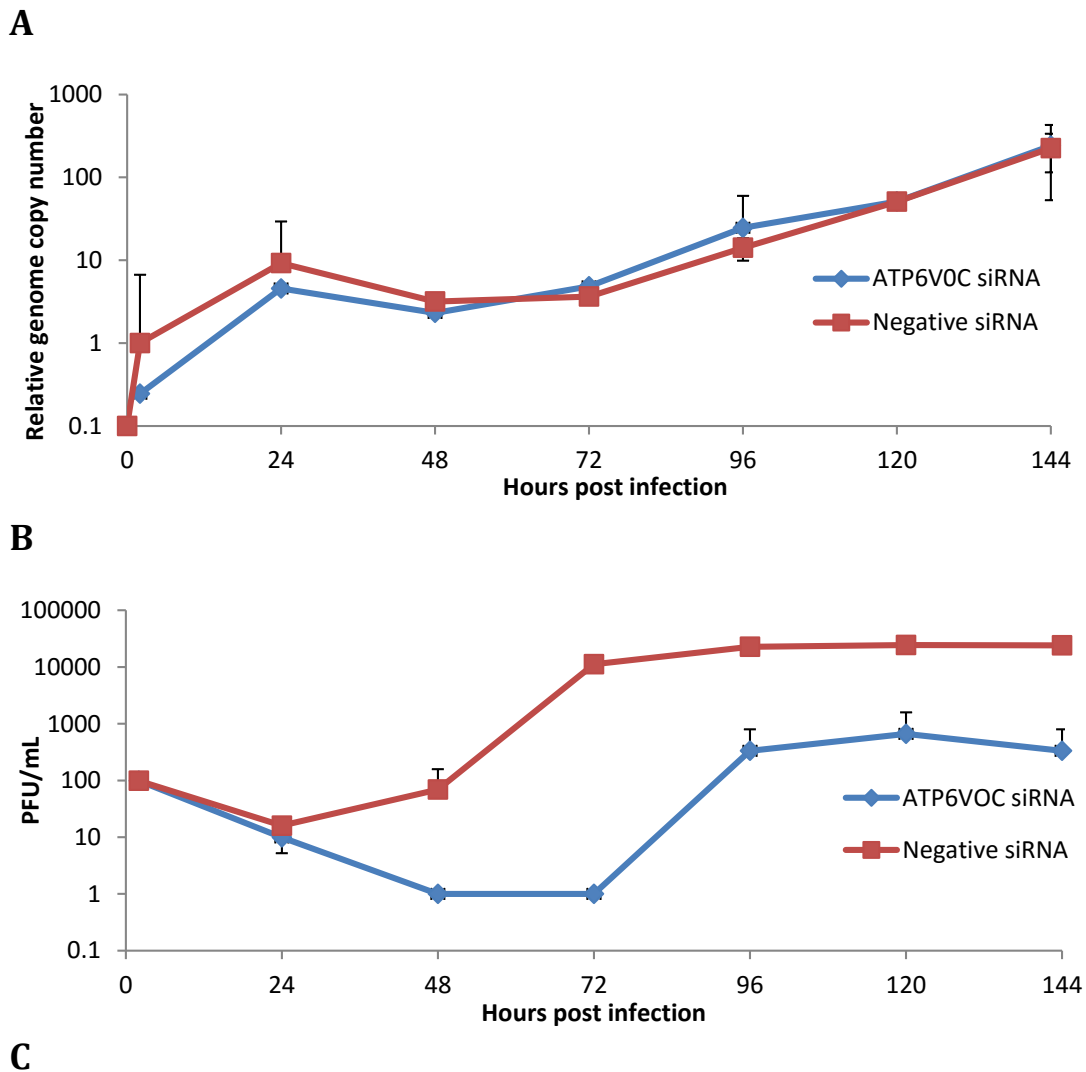 A
Relative genome copy number
1000
100
10
1
0.1
0 24 48 72 96 120 144
Hours post infection
ATP6V0C siRNA
Negative siRNA
B
PFU/mL
100000
10000
1000
100
10
1
0.1
0 24 48 72 96 120 144
Hours post infection
ATP6VOC siRNA
Negative siRNA
C